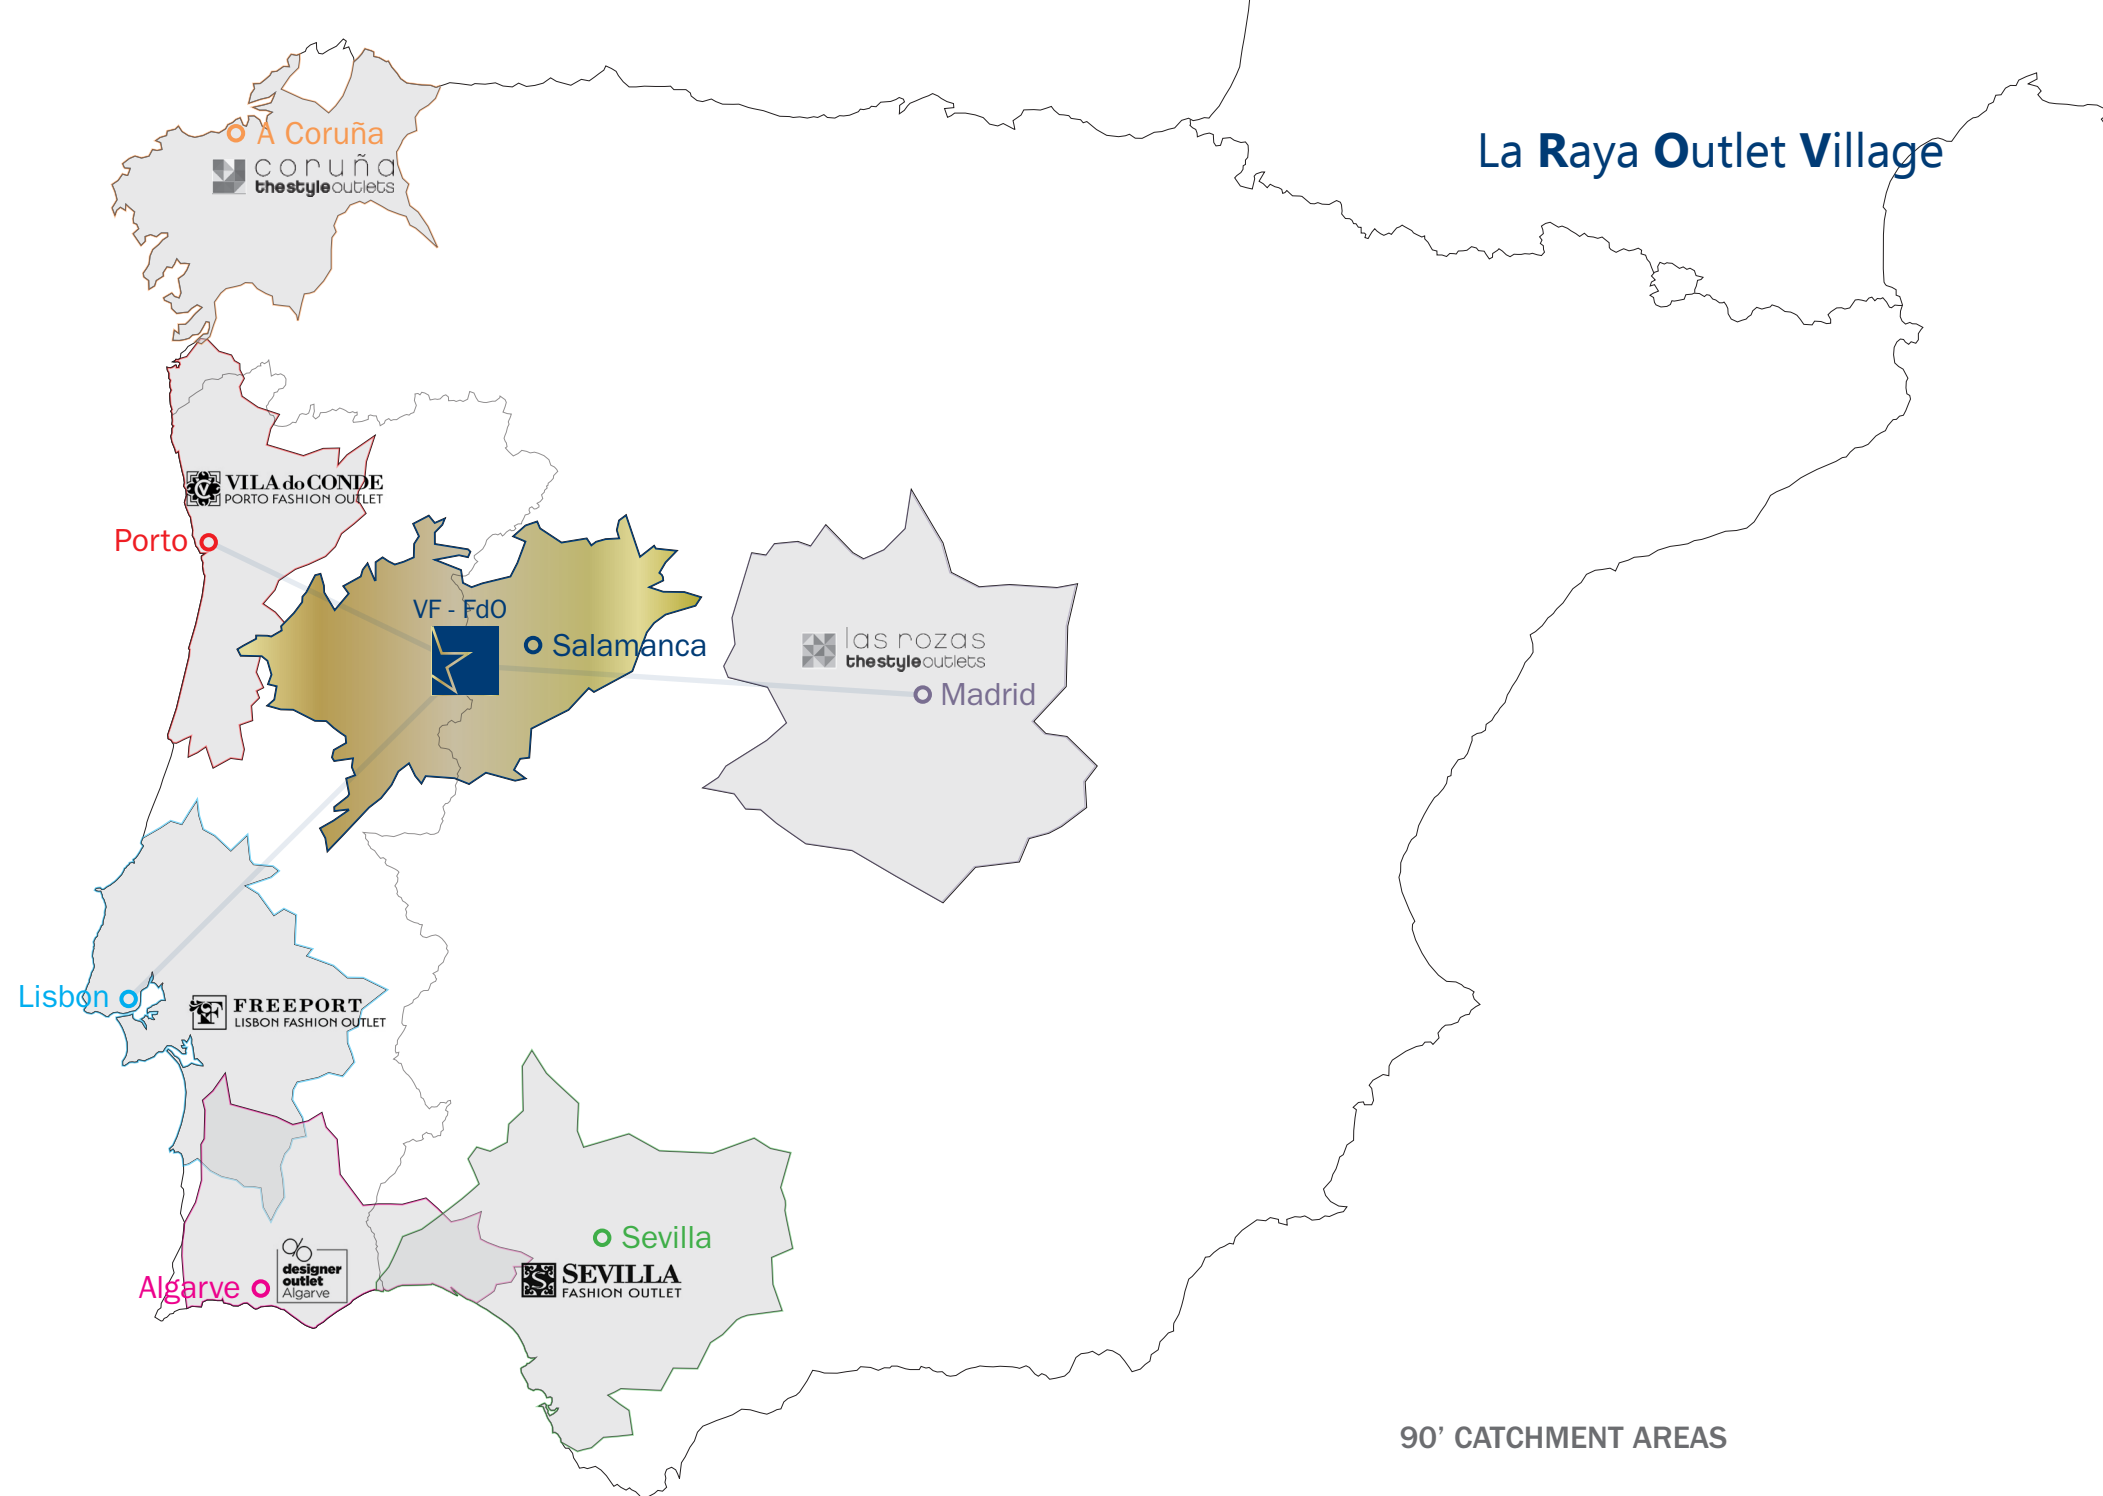 La Raya Outlet Village
A Coruña
coruña
thestyleoutlets
VILA do CONDE
PORTO FASHION OUTLET
Porto
VF - FdO
Salamanca
las rozas
thestyleoutlets
Madrid
Lisbon
FREEPORT
LISBON FASHION OUTLET
Sevilla
SEVILLA
FASHION OUTLET
Algarve
designer
outlet
Algarve
90’ CATCHMENT AREAS